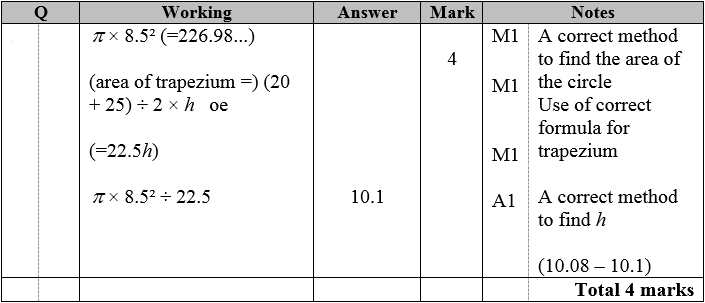 Q Working Answer Mark Notes
π × 8.5² (=226.98...) M1 A correct method
to find the area of
4
(area of trapezium =) (20 M1 the circle
+ 25) ÷ 2 × h oe Use of correct
formula for
(=22.5h) M1 trapezium
π × 8.5² ÷ 22.5 10.1 A1 A correct method
to find h
(10.08 – 10.1)
Total 4 marks